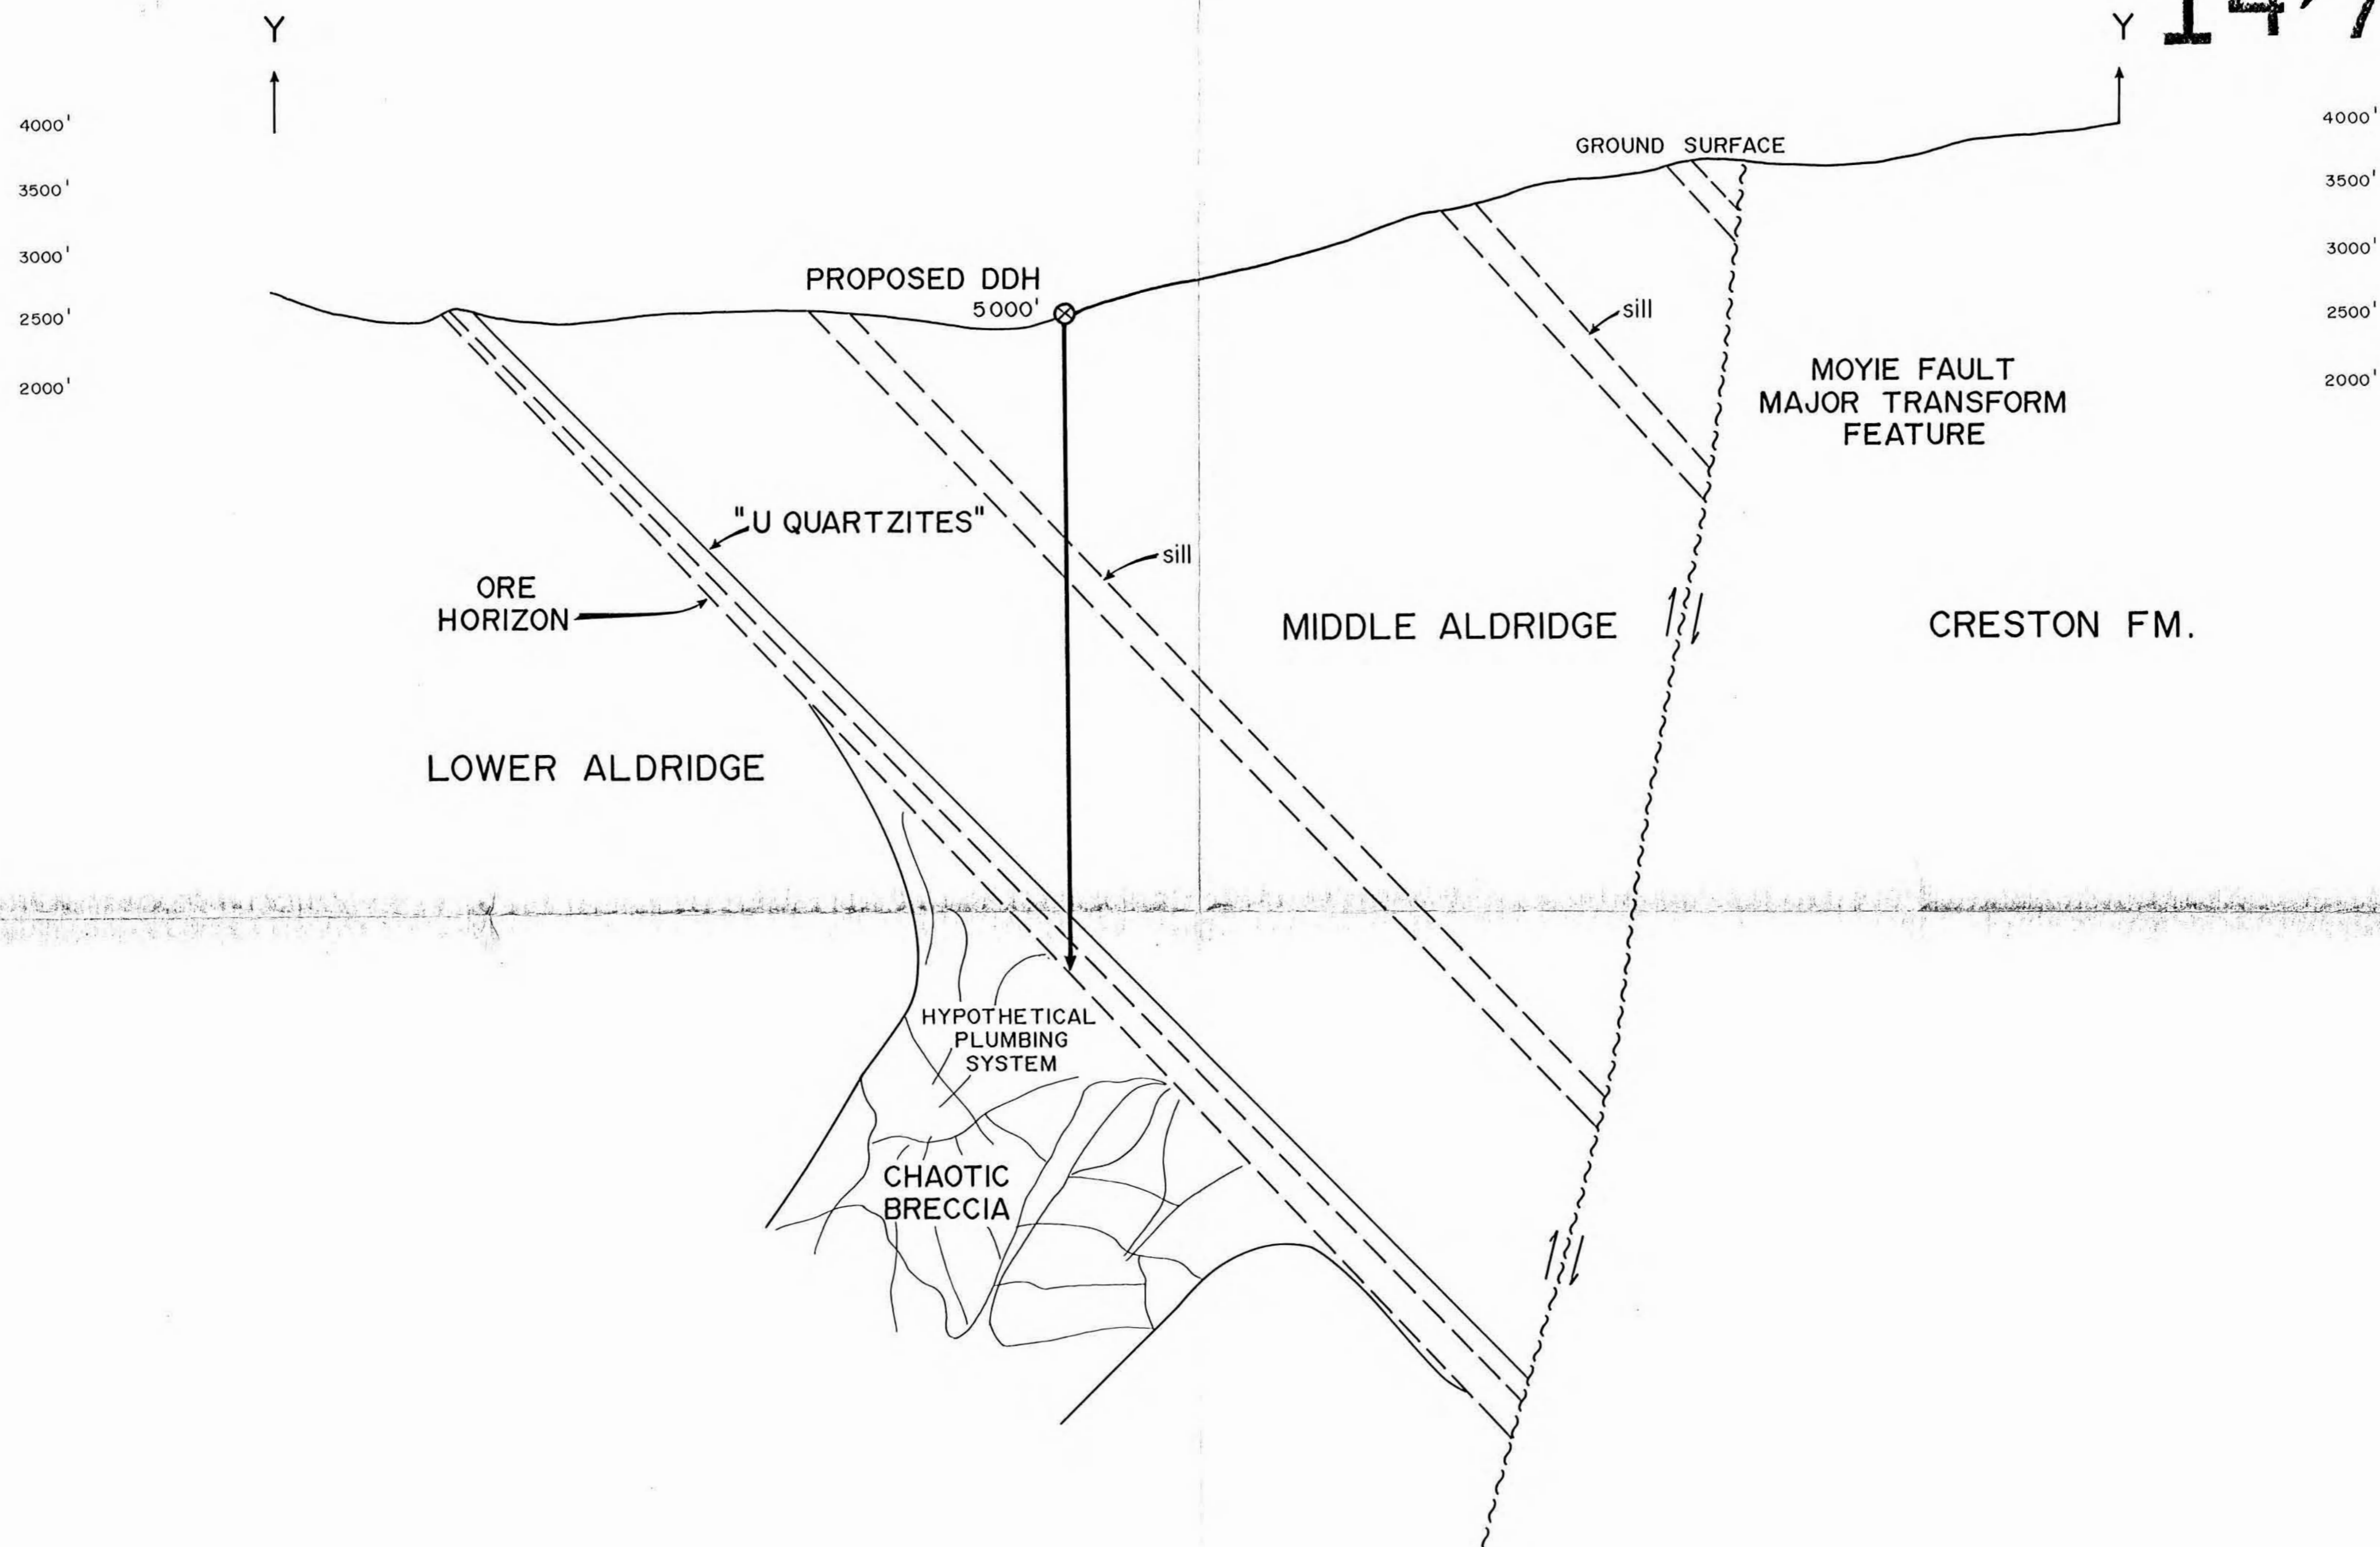 Y
Y
4000'
3500'
3000'
2500'
2000'
4000'
3500'
3000'
2500'
2000'
GROUND SURFACE
PROPOSED DDH
5000'
sill
MOYIE FAULT
MAJOR TRANSFORM
FEATURE
"U QUARTZITES"
sill
ORE
HORIZON
MIDDLE ALDRIDGE
CRESTON FM.
LOWER ALDRIDGE
HYPOTHETICAL
PLUMBING
SYSTEM
CHAOTIC
BRECCIA